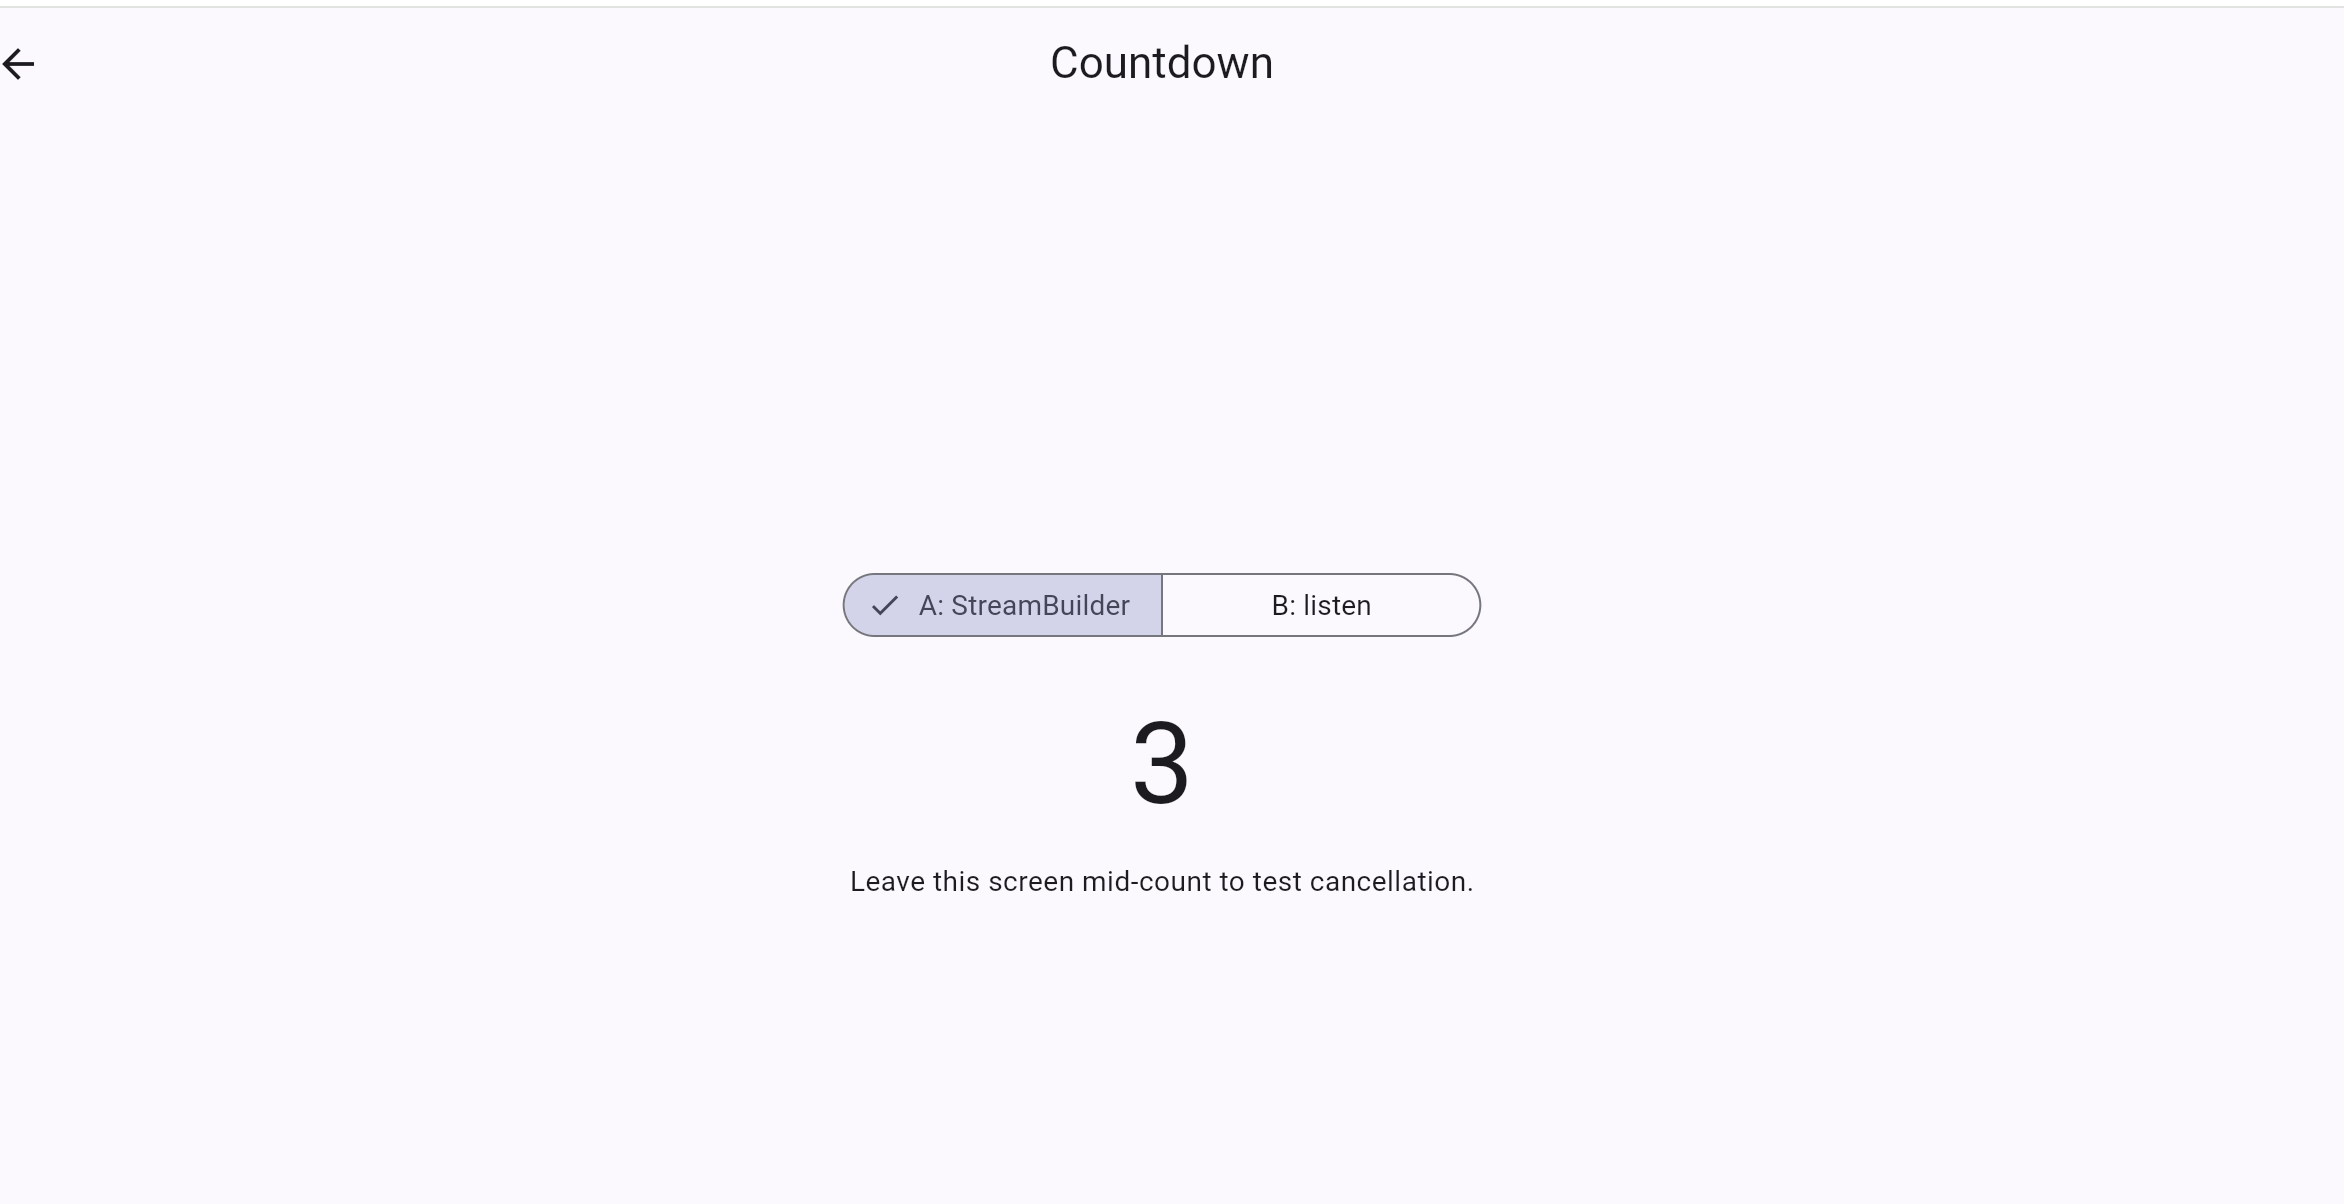 Countdown
A: StreamBuilder
B: listen
3
Leave this screen mid-count to test cancellation.